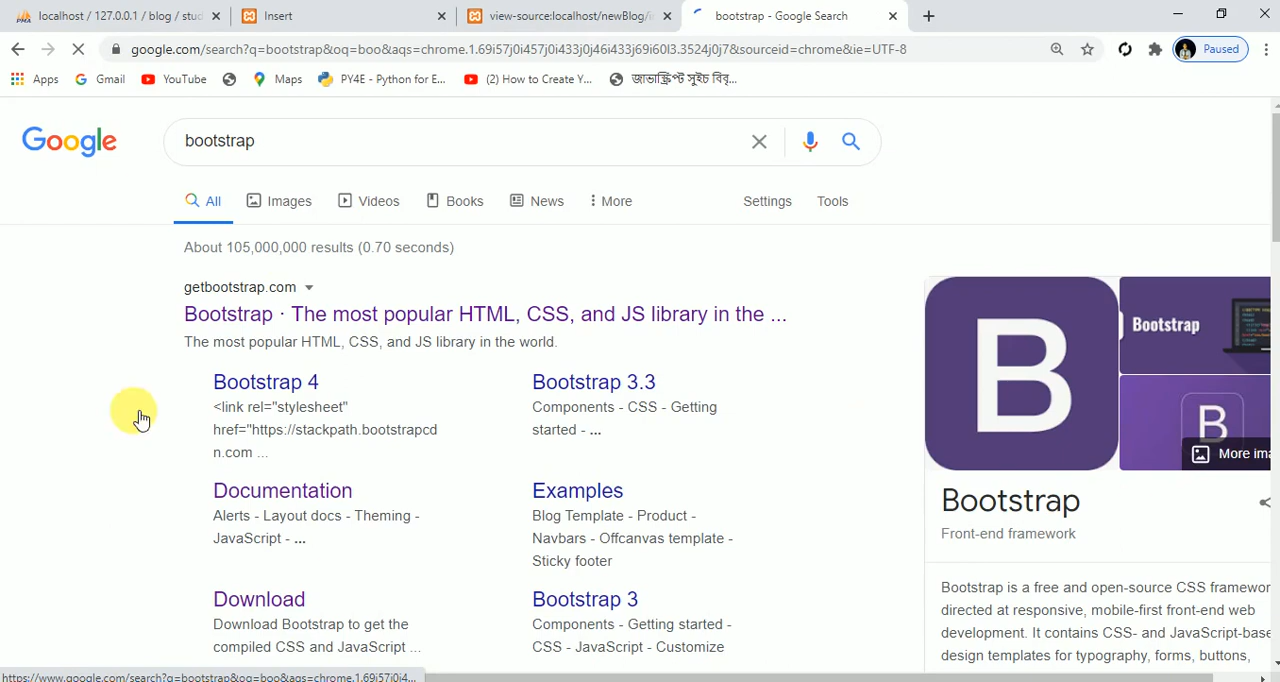 localhost / 127.0.0.1 / blog / stud
Insert
view-source:localhost/newBlog/i
bootstrap - Google Search
google.com/search?q=bootstrap&oq=boo&aqs=chrome.1.69i57j0i457j0i433j0j46i433j69i60l3.3524j0j7&sourceid=chrome&ie=UTF-8
Paused
Apps
Gmail
YouTube
Maps
PY4E - Python for E...
(2) How to Create Y...
জাভাস্ক্রিপ্ট সুইচ বিবৃ...
Google
bootstrap
All
Images
Videos
Books
News
More
Settings
Tools
About 105,000,000 results (0.70 seconds)
getbootstrap.com
Bootstrap · The most popular HTML, CSS, and JS library in the ...
The most popular HTML, CSS, and JS library in the world.
Bootstrap 4
<link rel="stylesheet"
href="https://stackpath.bootstrapcd
n.com ...
Bootstrap 3.3
Components - CSS - Getting
started - ...
Documentation
Alerts - Layout docs - Theming -
JavaScript - ...
Examples
Blog Template - Product -
Navbars - Offcanvas template -
Sticky footer
Download
Download Bootstrap to get the
compiled CSS and JavaScript ...
Bootstrap 3
Components - Getting started -
CSS - JavaScript - Customize
B
Bootstrap
B
More ima
Bootstrap
Front-end framework
Bootstrap is a free and open-source CSS framewor
directed at responsive, mobile-first front-end web
development. It contains CSS- and JavaScript-base
design templates for typography, forms, buttons,
https://www.google.com/search?q=bootstrap&oq=boo&aqs=chrome.1.69i57j0i4...